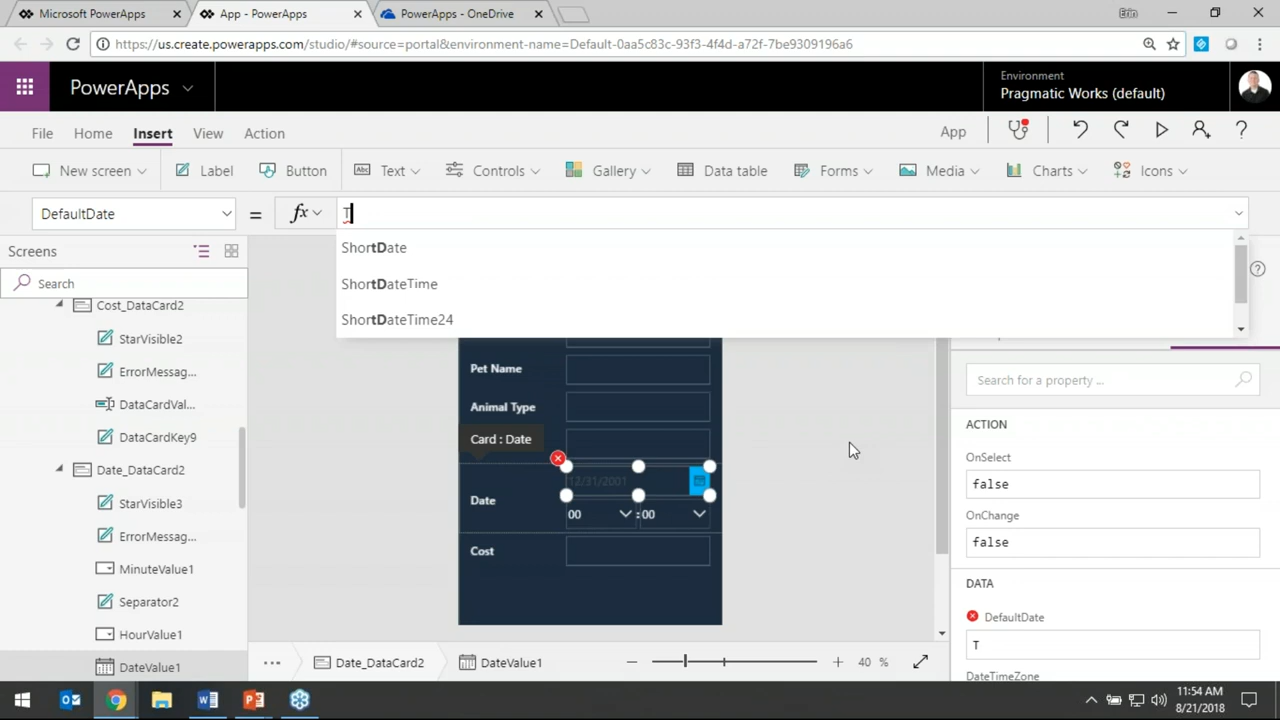 Microsoft PowerApps
App - PowerApps
PowerApps - OneDrive
https://us.create.powerapps.com/studio/#source=portal&environment-name=Default-0aa5c83c-93f3-4f4d-a72f-7be9309196a6
PowerApps
Environment
Pragmatic Works (default)
File Home Insert View Action
App
New screen
Label
Button
Text
Controls
Gallery
Data table
Forms
Media
Charts
Icons
DefaultDate
=
fx
T
Screens
ShortDate
ShortDateTime
ShortDateTime24
Search
Cost_DataCard2
StarVisible2
ErrorMessag...
DataCardVal...
DataCardKey9
Date_DataCard2
StarVisible3
ErrorMessag...
MinuteValue1
Separator2
HourValue1
DateValue1
Pet Name
Animal Type
Card : Date
12/31/2001
Date
00 : 00
Cost
Search for a property ...
ACTION
OnSelect
false
OnChange
false
DATA
DefaultDate
T
DateTimeZone
Date_DataCard2
DateValue1
40 %
11:54 AM
8/21/2018